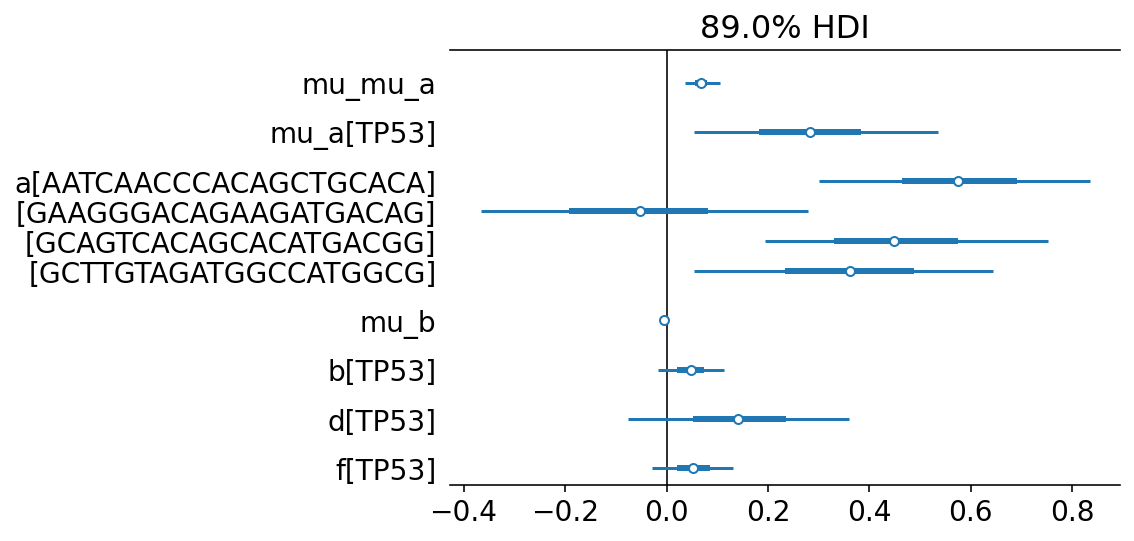 89.0% HDI
mu_mu_a
mu_a[TP53]
a[AATCAACCCACAGCTGCACA]
[GAAGGGACAGAAGATGACAG]
[GCAGTCACAGCACATGACGG]
[GCTTGTAGATGGCCATGGCG]
mu_b
b[TP53]
d[TP53]
f[TP53]
−0.4 −0.2 0.0 0.2 0.4 0.6 0.8